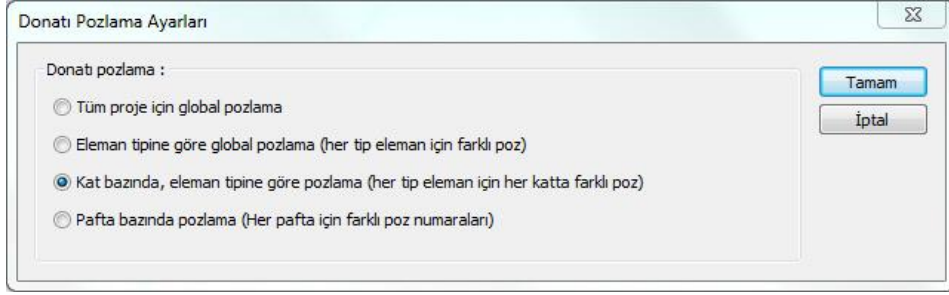 Donatı Pozlama Ayarları
Donatı pozlama :
Tüm proje için global pozlama
Eleman tipine göre global pozlama (her tip eleman için farklı poz)
Kat bazında, eleman tipine göre pozlama (her tip eleman için her katta farklı poz)
Pafta bazında pozlama (Her pafta için farklı poz numaraları)
Tamam
İptal